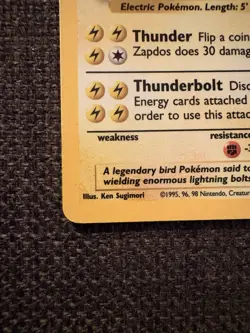 Electric Pokémon. Length: 5'
Thunder Flip a coin
Zapdos does 30 damag
Thunderbolt Disc
Energy cards attached
order to use this attac
weakness
resistanc
A legendary bird Pokémon said to
wielding enormous lightning bolts
Illus. Ken Sugimori ©1995, 96, 98 Nintendo, Creatur